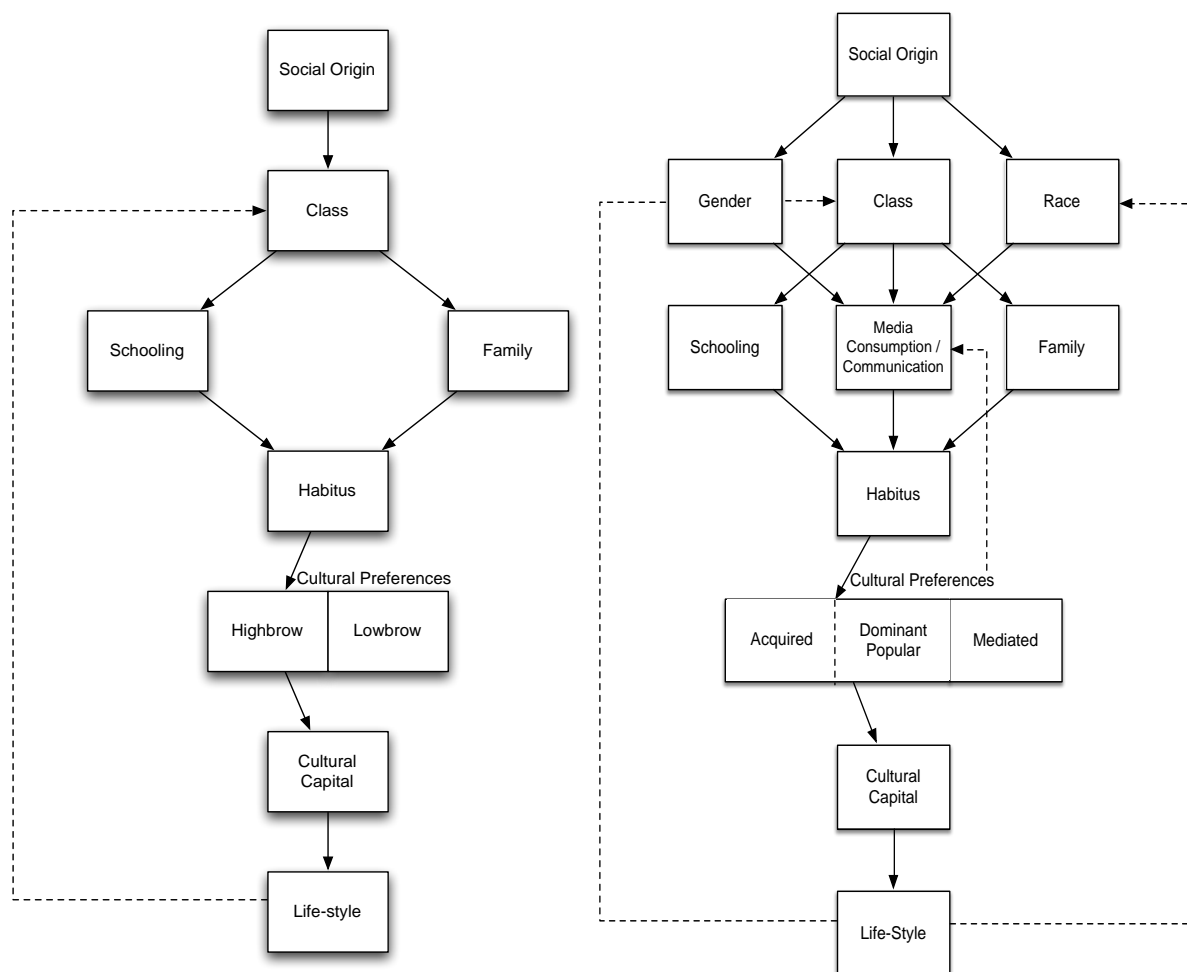 Social Origin
Class
Schooling
Family
Habitus
Cultural Preferences
Highbrow
Lowbrow
Cultural
Capital
Life-style
Social Origin
Gender
Class
Race
Schooling
Media
Consumption /
Communication
Family
Habitus
Cultural Preferences
Acquired
Dominant
Popular
Mediated
Cultural
Capital
Life-Style